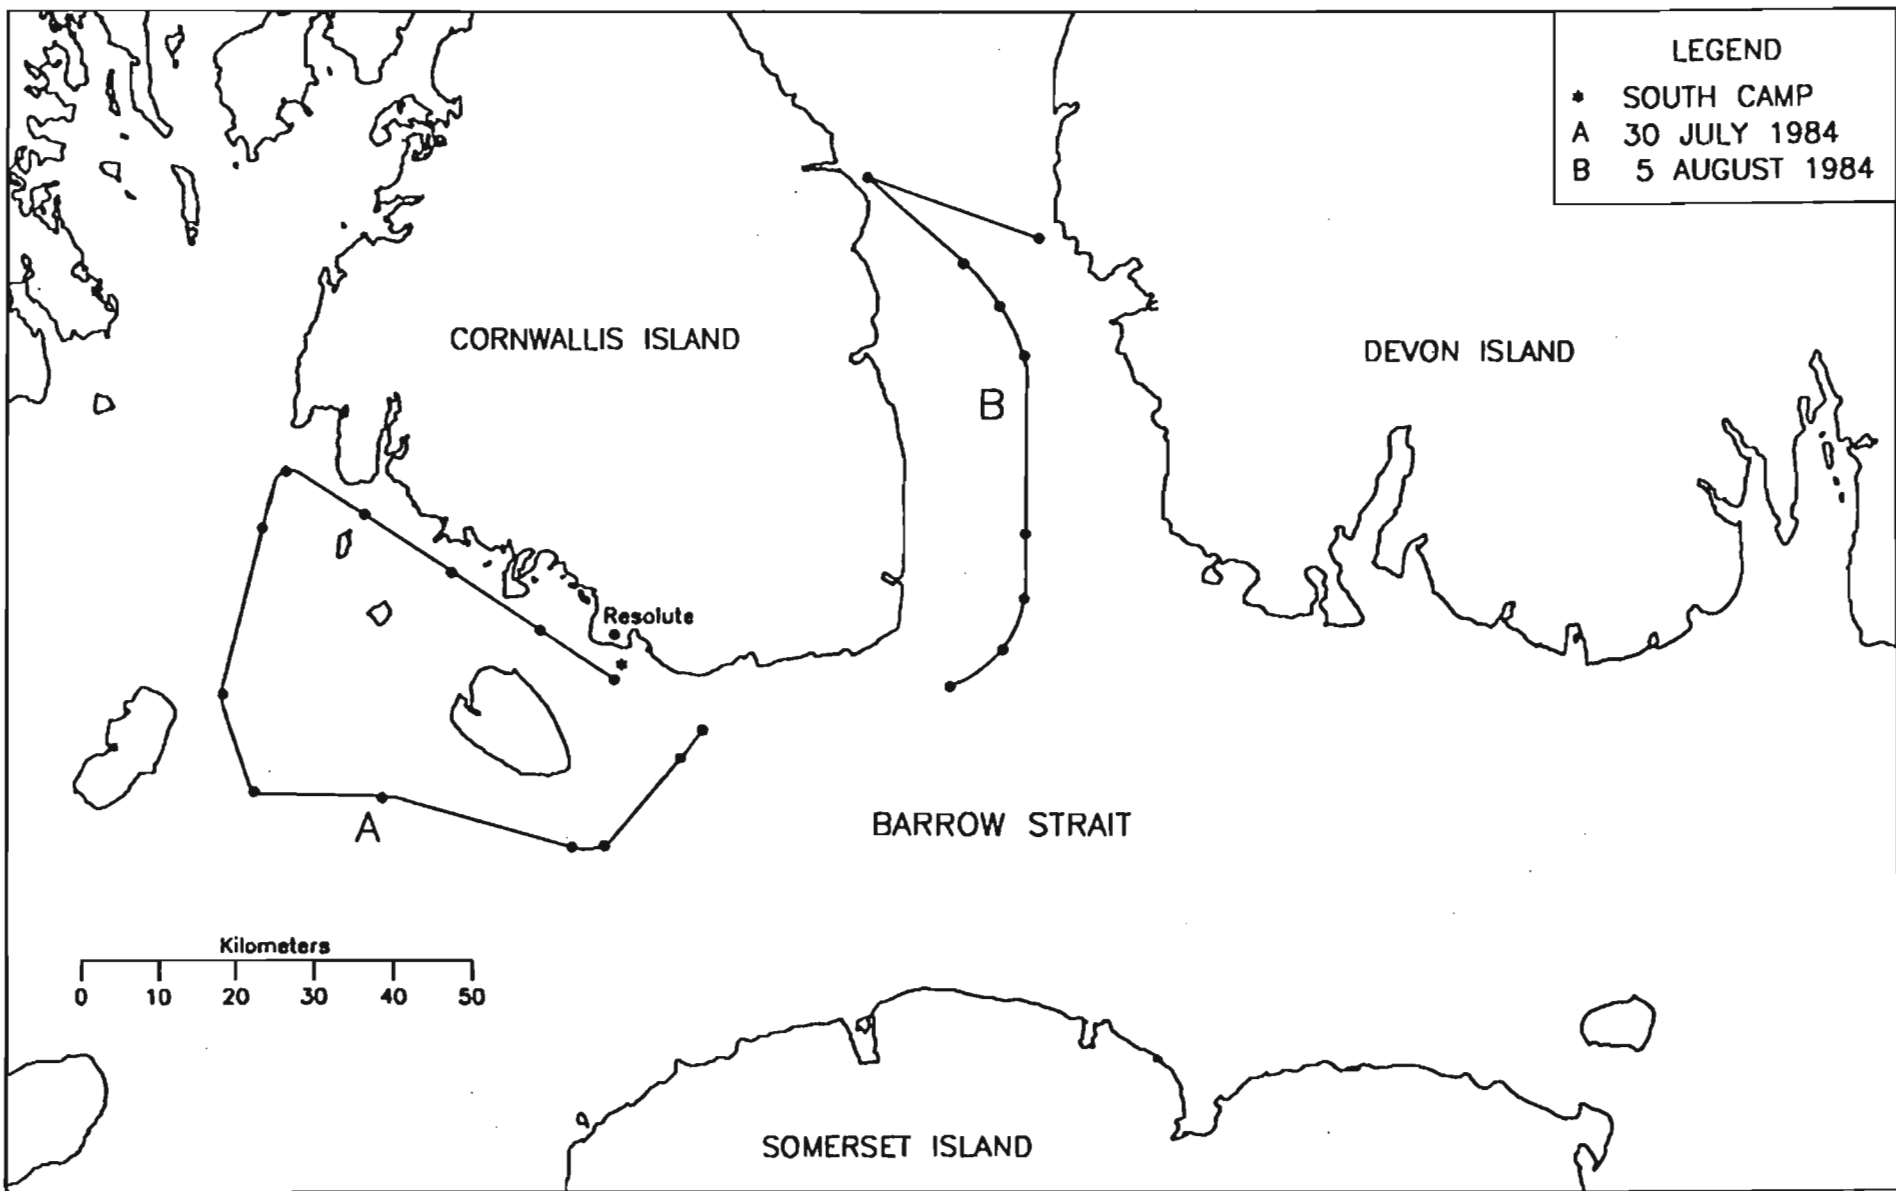 LEGEND
* SOUTH CAMP
A 30 JULY 1984
B 5 AUGUST 1984
CORNWALLIS ISLAND
DEVON ISLAND
B
Resolute
*
A
BARROW STRAIT
Kilometers
0 10 20 30 40 50
SOMERSET ISLAND